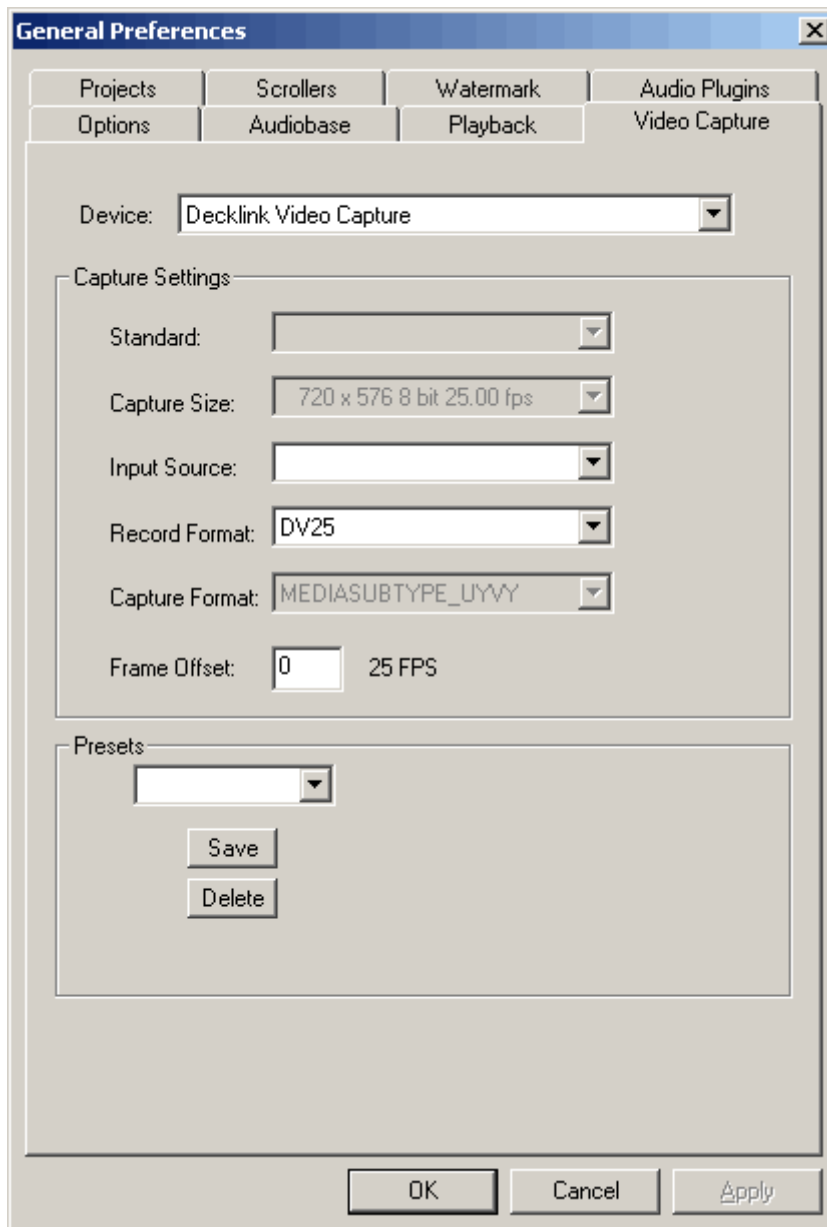 General Preferences
Projects Scrollers Watermark Audio Plugins
Options Audiobase Playback Video Capture
Device: Decklink Video Capture
Capture Settings
Standard:
Capture Size: 720 x 576 8 bit 25.00 fps
Input Source:
Record Format: DV25
Capture Format: MEDIASUBTYPE_UYVY
Frame Offset: 0 25 FPS
Presets
Save
Delete
OK Cancel Apply